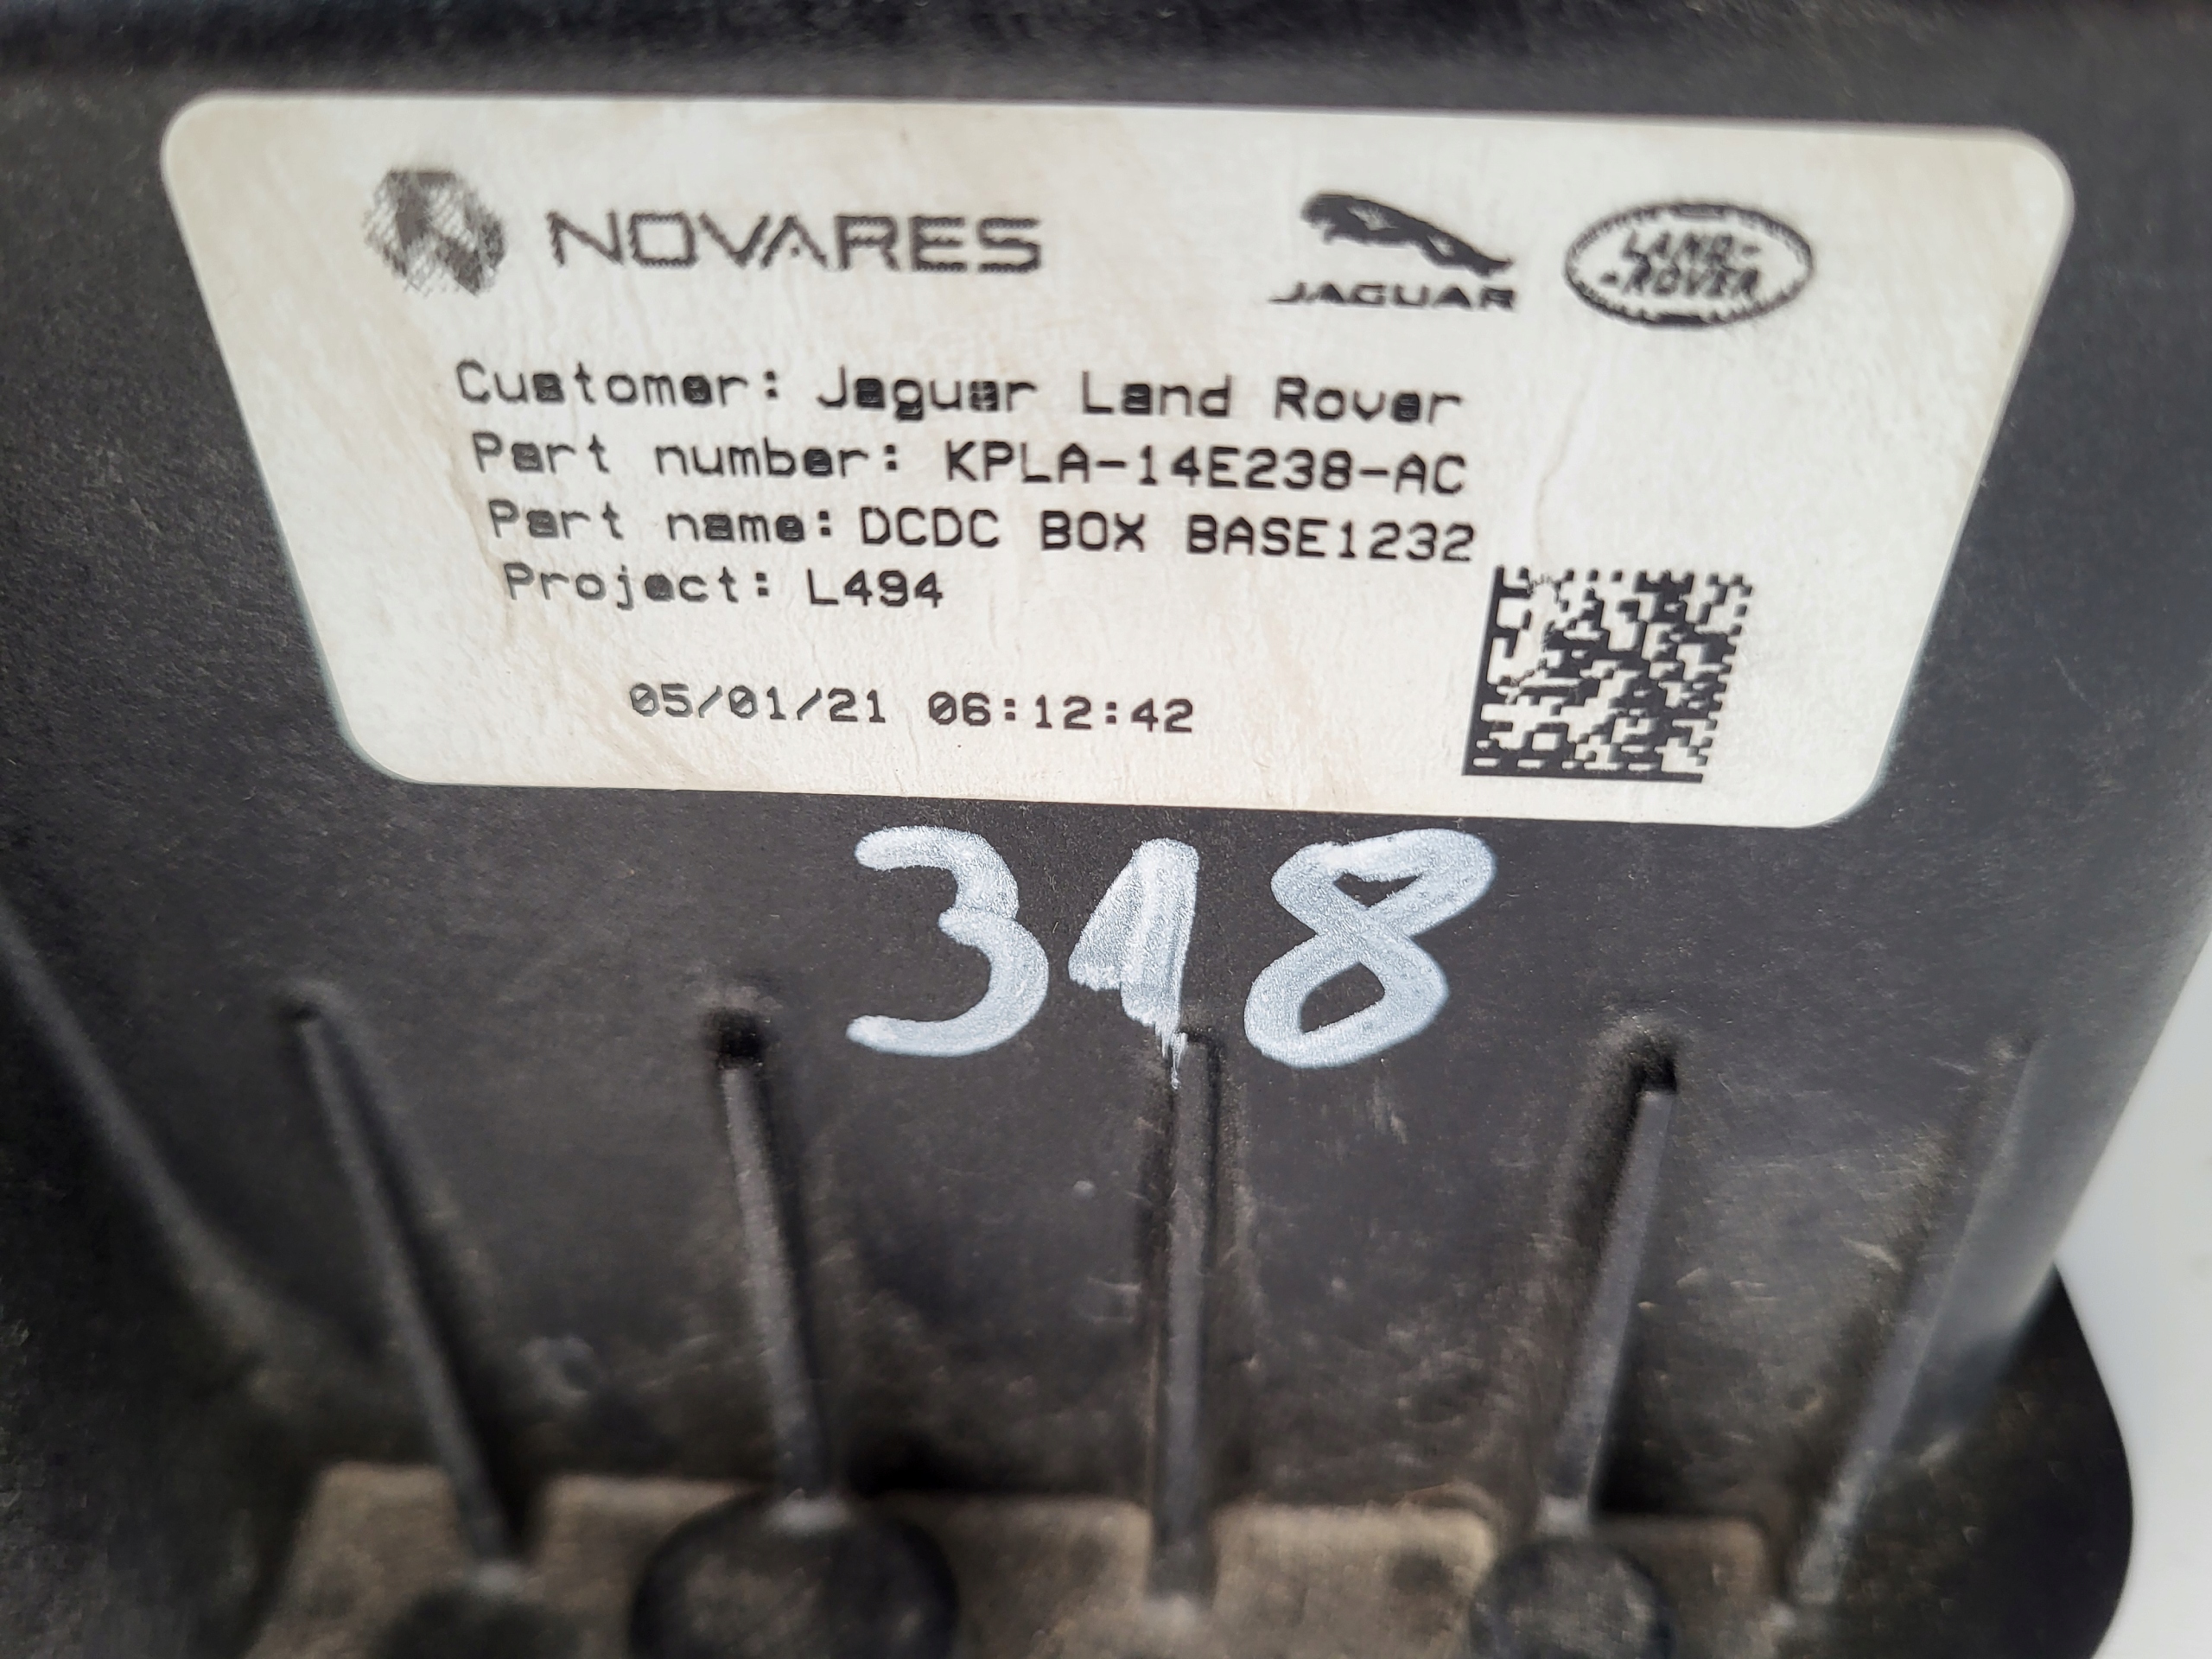 NOVARES
JAGUAR
LAND-
-ROVER
Customer: Jaguar Land Rover
Part number: KPLA-14E238-AC
Part name: DCDC BOX BASE1232
Project: L494
05/01/21 06:12:42
348